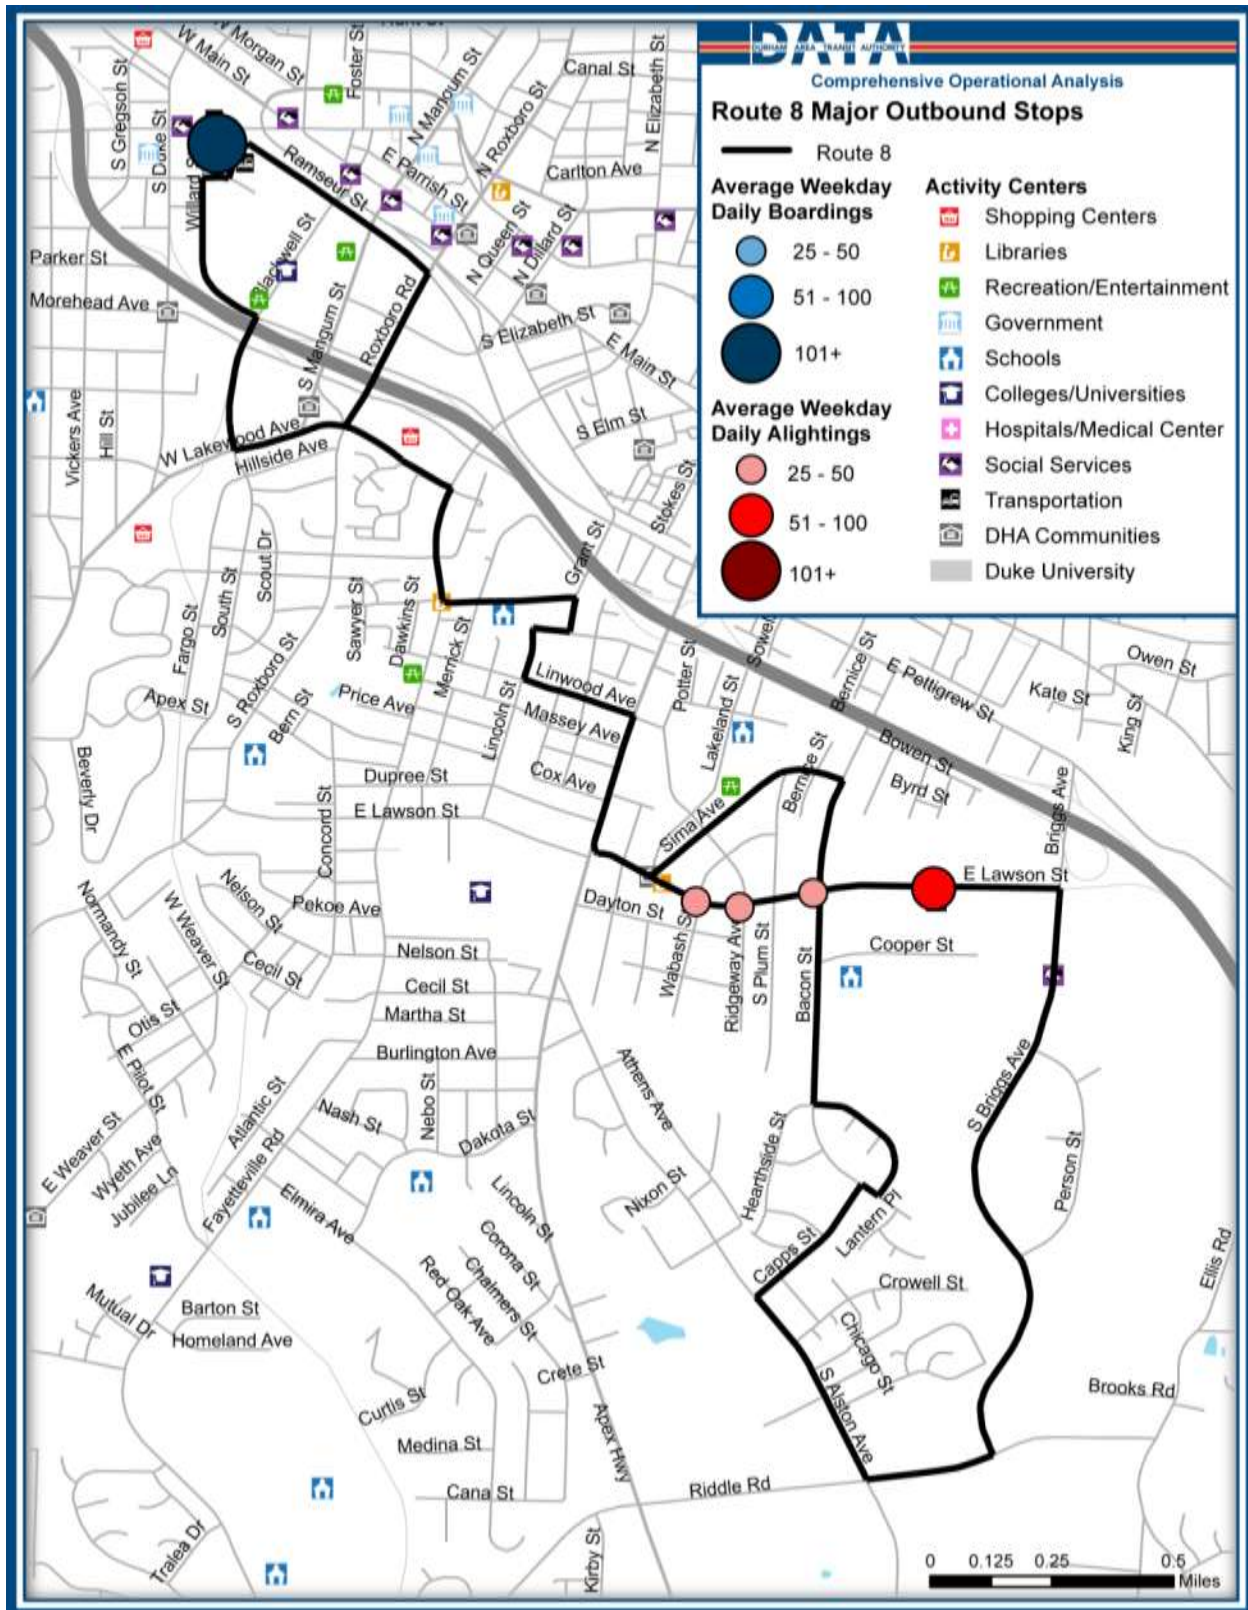 DATA
DURHAM AREA TRANSIT AUTHORITY
Comprehensive Operational Analysis
Route 8 Major Outbound Stops
Route 8
Average Weekday
Daily Boardings
25 - 50
51 - 100
101+
Average Weekday
Daily Alightings
25 - 50
51 - 100
101+
Activity Centers
Shopping Centers
Libraries
Recreation/Entertainment
Government
Schools
Colleges/Universities
Hospitals/Medical Center
Social Services
Transportation
DHA Communities
Duke University
W Main St
W Morgan St
Foster St
N Mangum St
Canal St
N Elizabeth St
S Gregson St
S Duke St
N Roxboro St
E Parrish St
Ramseur St
Carlton Ave
Willard S
N Queen St
N Dillard St
Blackwell St
Parker St
Morehead Ave
S Mangum St
Roxboro Rd
S Elizabeth St
E Main St
Vickers Ave
Hill St
W Lakewood Ave
Hillside Ave
S Elm St
Stokes St
Scout Dr
Grant St
South St
Fargo St
Sawyer St
Dawkins St
Merrick St
S Roxboro St
Apex St
Bern St
Price Ave
Lincoln St
Linwood Ave
Massey Ave
Potter St
Lakeland St
Bernice St
E Pettigrew St
Owen St
Kate St
King St
Bowen St
Byrd St
Beverly Dr
Dupree St
Cox Ave
Bernice St
Concord St
E Lawson St
Sima Ave
Briggs Ave
E Lawson St
Nelson St
Pekoe Ave
Dayton St
Normandy St
W Weaver St
Wabash S
Ridgeway Av
S Plum St
Bacon St
Cooper St
Nelson St
Cecil St
Cecil St
Otis St
Martha St
Burlington Ave
E Pilot St
Athens Ave
S Briggs Ave
Atlantic St
Nash St
Nebo St
Dakota St
E Weaver St
Wyeth Ave
Jubilee Ln
Fayetteville Rd
Elmira Ave
Lincoln St
Nixon St
Hearthside St
Person St
Lantern Pl
Capps St
Corona St
Chalmers St
Red Oak Ave
Crowell St
Ellis Rd
Mutual Dr
Barton St
Homeland Ave
Chicago St
Crete St
Curtis St
S Alston Ave
Brooks Rd
Medina St
Apex Hwy
Cana St
Riddle Rd
Tralea Dr
Kirby St
0 0.125 0.25 0.5
Miles